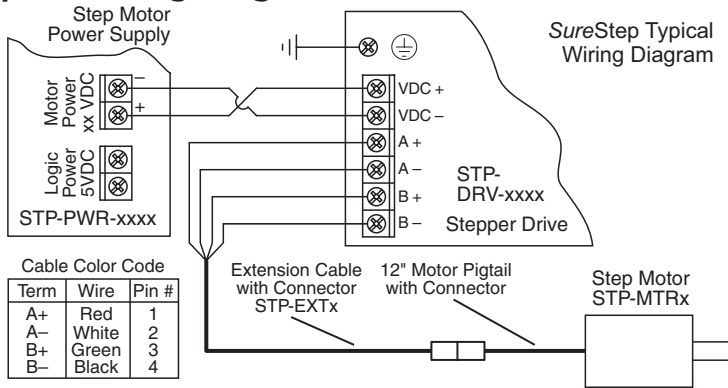 Step Motor
Power Supply
SureStep Typical
Wiring Diagram
Motor
Power
xx VDC
–
+
Logic
Power
5VDC
STP-PWR-xxxx
VDC +
VDC –
A +
A –
B +
B –
STP-
DRV-xxxx
Stepper Drive
Cable Color Code
Term Wire Pin #
A+ Red 1
A– White 2
B+ Green 3
B– Black 4
Extension Cable
with Connector
STP-EXTx
12" Motor Pigtail
with Connector
Step Motor
STP-MTRx